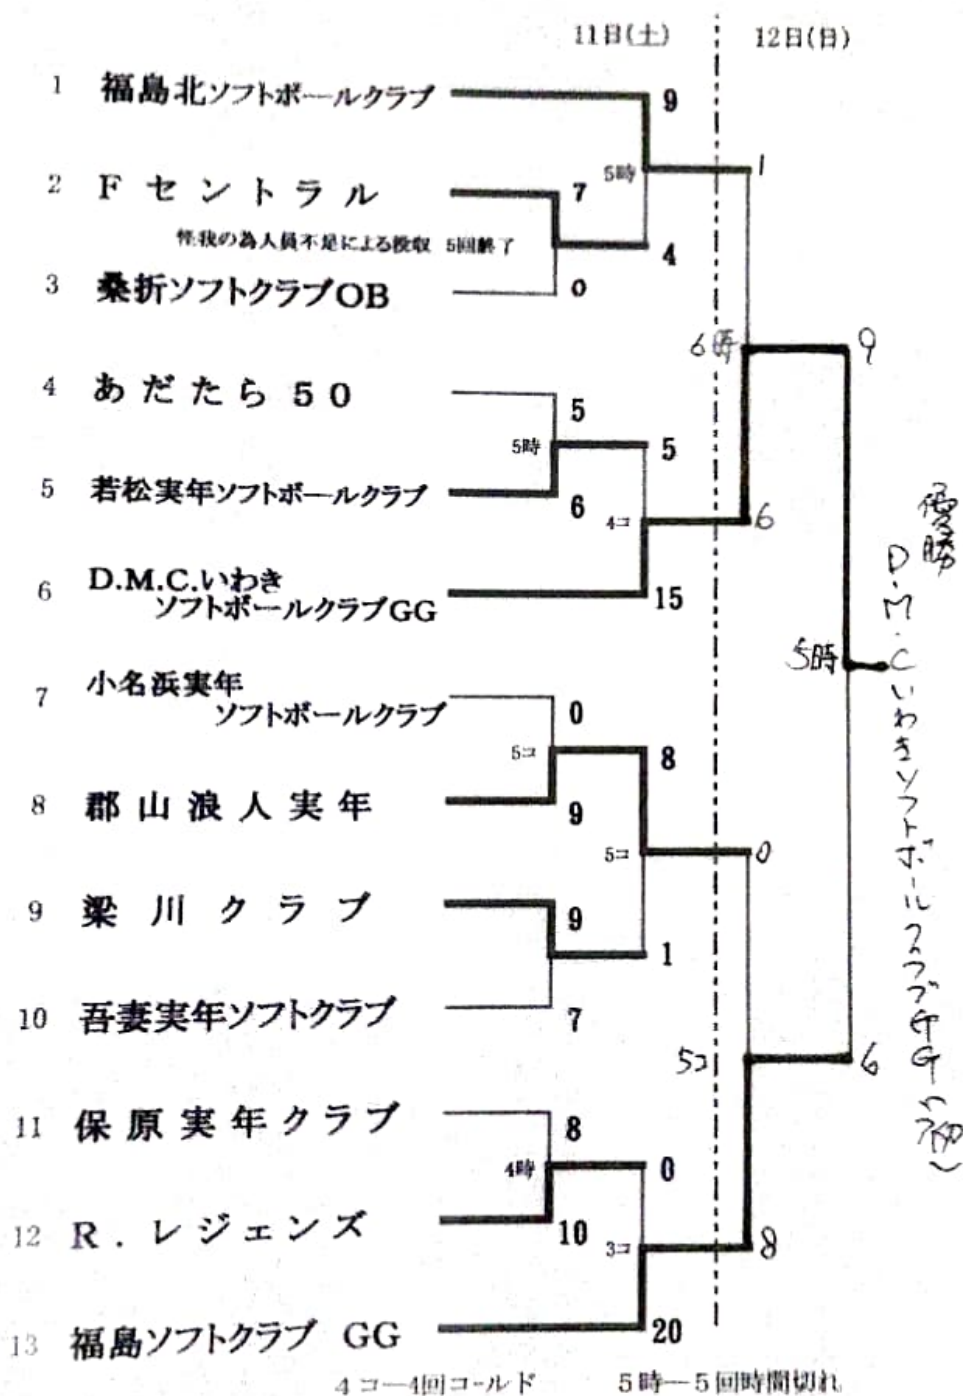 11日(土) 12日(日)
1 福島北ソフトボールクラブ 9
5時 1
2 Fセントラル 7
怪我の為人員不足による没収 5回終了 4
3 桑折ソフトクラブOB 0
6時 9
4 あだたら50 5
5時 5
5 若松実年ソフトボールクラブ 6
4コ 6
6 D.M.C.いわき
ソフトボールクラブGG 15
5時
7 小名浜実年
ソフトボールクラブ 0
5コ 8
8 郡山浪人実年 9
5コ 0
9 梁川クラブ 9
1
10 吾妻実年ソフトクラブ 7
5コ 6
11 保原実年クラブ 8
4時 0
12 R.レジェンズ 10
3コ 8
13 福島ソフトクラブ GG 20
4コ―4回コールド 5時―5回時間切れ
優勝
D.M.CいわきソフトボールクラブGG(初)